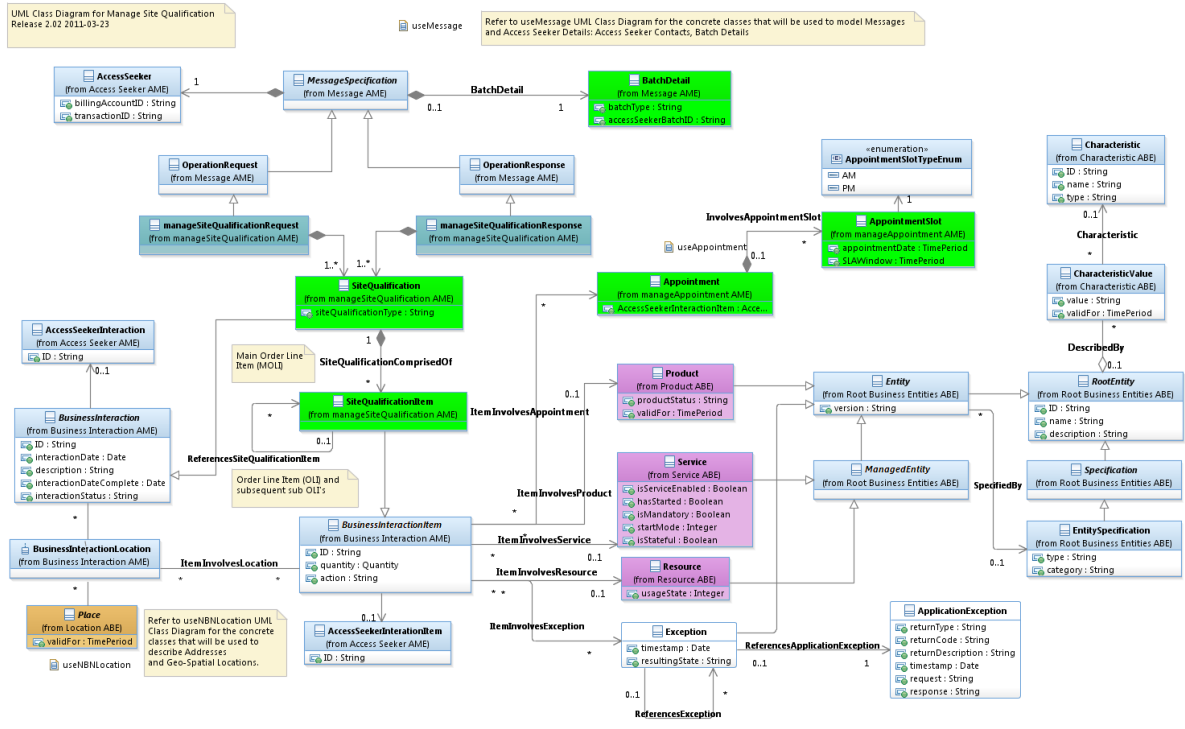 UML Class Diagram for Manage Site Qualification
Release 2.02 2011-03-23
useMessage
Refer to useMessage UML Class Diagram for the concrete classes that will be used to model Messages
and Access Seeker Details: Access Seeker Contacts, Batch Details
AccessSeeker
(from Access Seeker AME)
billingAccountID : String
transactionID : String
1
MessageSpecification
(from Message AME)
0..1
BatchDetail
1
BatchDetail
(from Message AME)
batchType : String
accessSeekerBatchID : String
OperationRequest
(from Message AME)
OperationResponse
(from Message AME)
«enumeration»
AppointmentSlotTypeEnum
AM
PM
1
Characteristic
(from Characteristic ABE)
ID : String
name : String
type : String
0..1
Characteristic
*
manageSiteQualificationRequest
(from manageSiteQualification AME)
manageSiteQualificationResponse
(from manageSiteQualification AME)
1..*
1..*
InvolvesAppointmentSlot
*
useAppointment
0..1
AppointmentSlot
(from manageAppointment AME)
appointmentDate : TimePeriod
SLAWindow : TimePeriod
SiteQualification
(from manageSiteQualification AME)
siteQualificationType : String
Appointment
(from manageAppointment AME)
AccessSeekerInteractionItem : Acce...
*
CharacteristicValue
(from Characteristic ABE)
value : String
validFor : TimePeriod
*
DescribedBy
0..1
AccessSeekerInteraction
(from Access Seeker AME)
ID : String
0..1
Main Order Line
Item (MOLI)
1
SiteQualificationComprisedOf
*
SiteQualificationItem
(from manageSiteQualification AME)
*
0..1
ReferencesSiteQualificationItem
ItemInvolvesAppointment
0..1
Product
(from Product ABE)
productStatus : String
validFor : TimePeriod
Entity
(from Root Business Entities ABE)
version : String
*
RootEntity
(from Root Business Entities ABE)
ID : String
name : String
description : String
BusinessInteraction
(from Business Interaction AME)
ID : String
interactionDate : Date
description : String
interactionDateComplete : Date
interactionStatus : String
*
Order Line Item (OLI) and
subsequent sub OLI's
Service
(from Service ABE)
isServiceEnabled : Boolean
hasStarted : Boolean
isMandatory : Boolean
startMode : Integer
isStateful : Boolean
ManagedEntity
(from Root Business Entities ABE)
SpecifiedBy
0..1
Specification
(from Root Business Entities ABE)
EntitySpecification
(from Root Business Entities ABE)
type : String
category : String
ItemInvolvesProduct
*
*
BusinessInteractionItem
(from Business Interaction AME)
ID : String
quantity : Quantity
action : String
ItemInvolvesService
*
0..1
BusinessInteractionLocation
(from Business Interaction AME)
ItemInvolvesLocation
*
*
*
ItemInvolvesResource
* *
0..1
Resource
(from Resource ABE)
usageState : Integer
Place
(from Location ABE)
validFor : TimePeriod
useNBNLocation
Refer to useNBNLocation UML
Class Diagram for the concrete
classes that will be used to
describe Addresses
and Geo-Spatial Locations.
0..1
AccessSeekerInterationItem
(from Access Seeker AME)
ID : String
ItemInvolvesException
*
Exception
timestamp : Date
resultingState : String
ReferencesApplicationException
0..1
1
0..1
*
ReferencesException
ApplicationException
returnType : String
returnCode : String
returnDescription : String
timestamp : Date
request : String
response : String